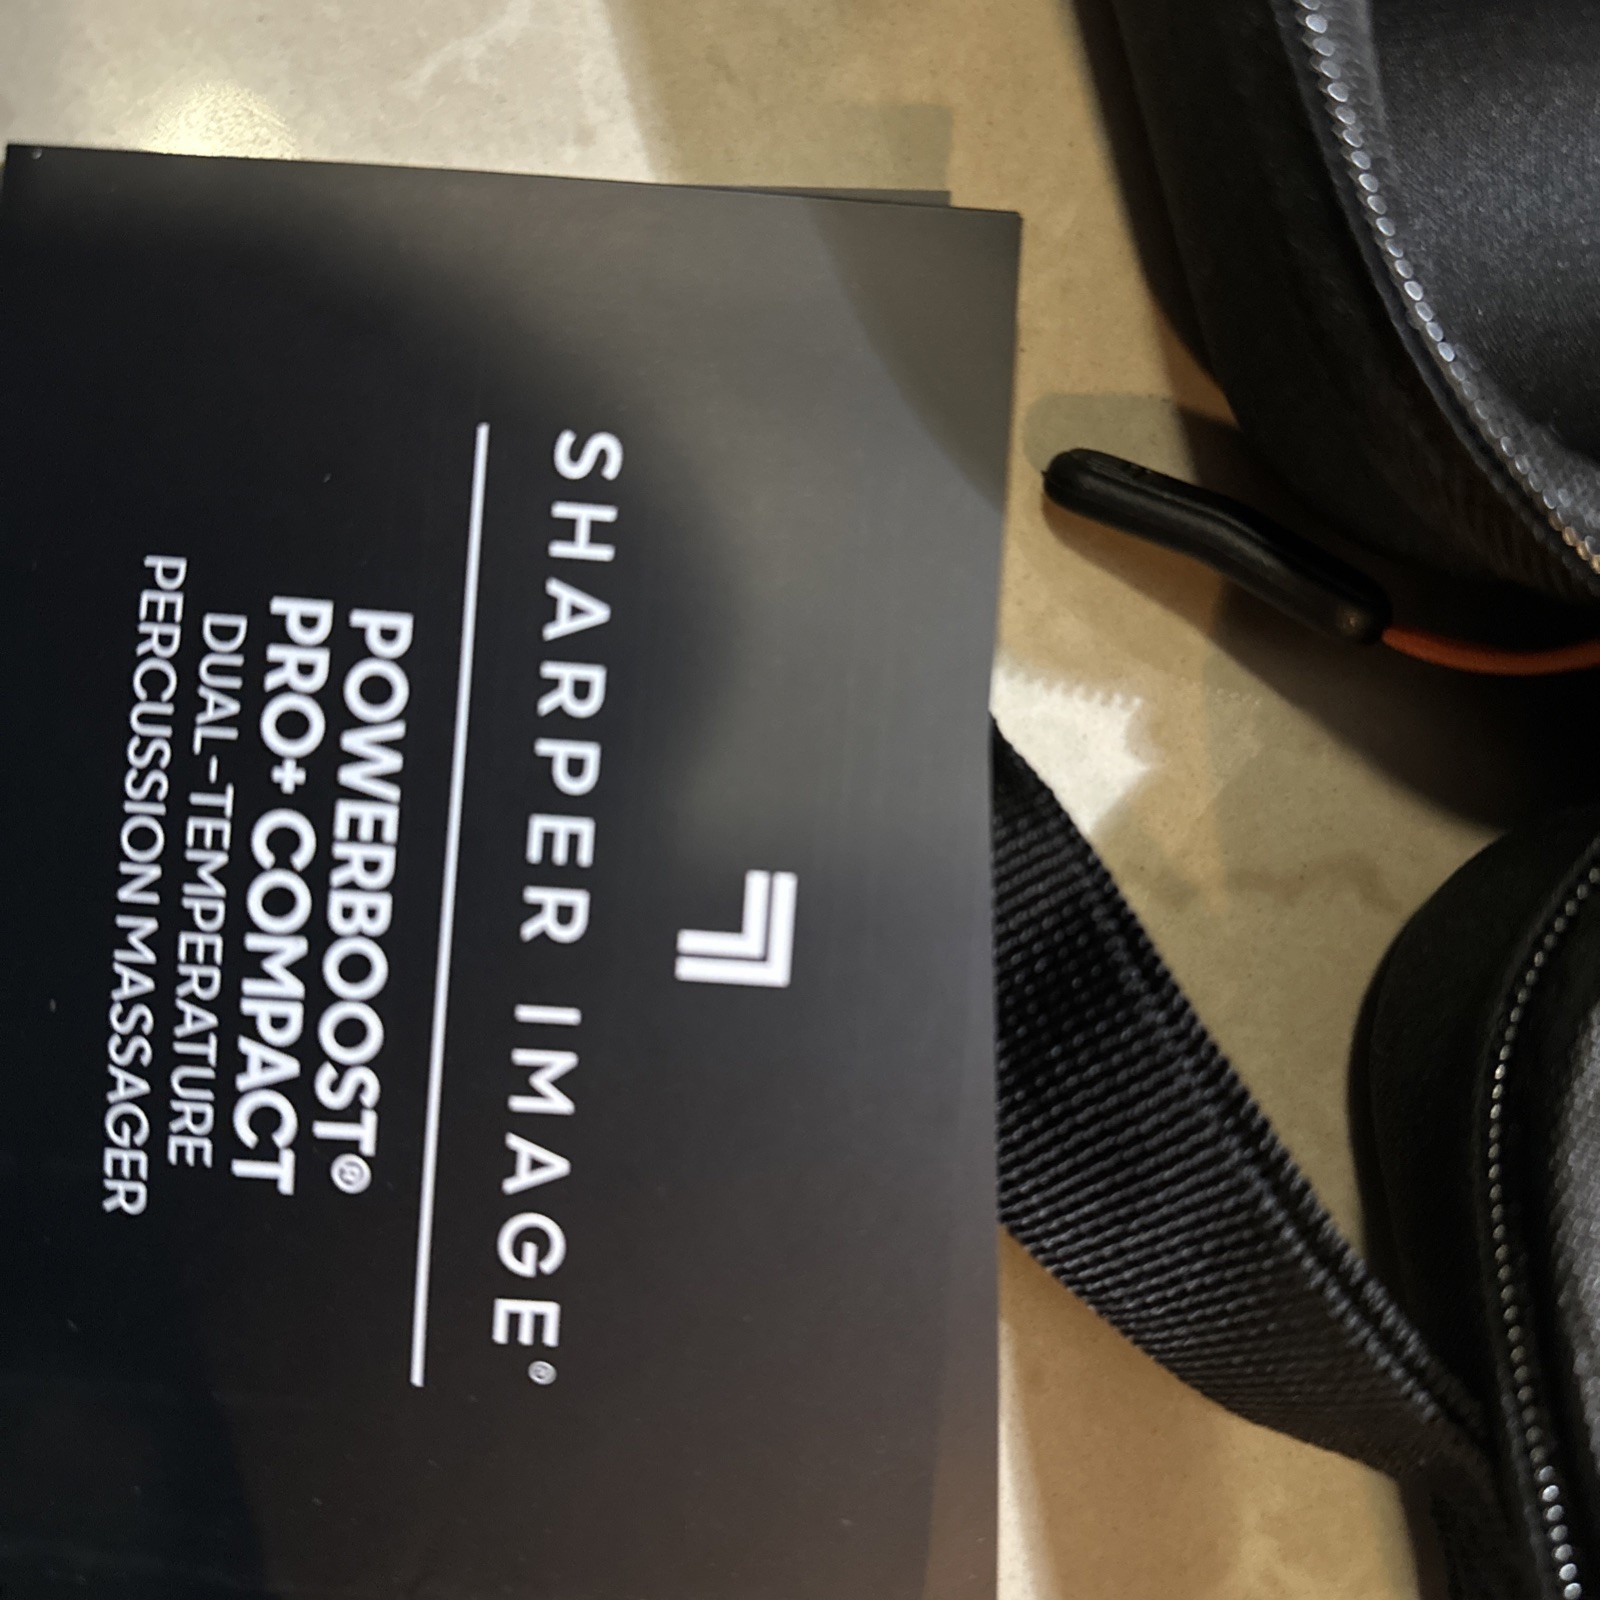 SHARPER IMAGE®
POWERBOOST®
PRO+ COMPACT
DUAL-TEMPERATURE
PERCUSSION MASSAGER